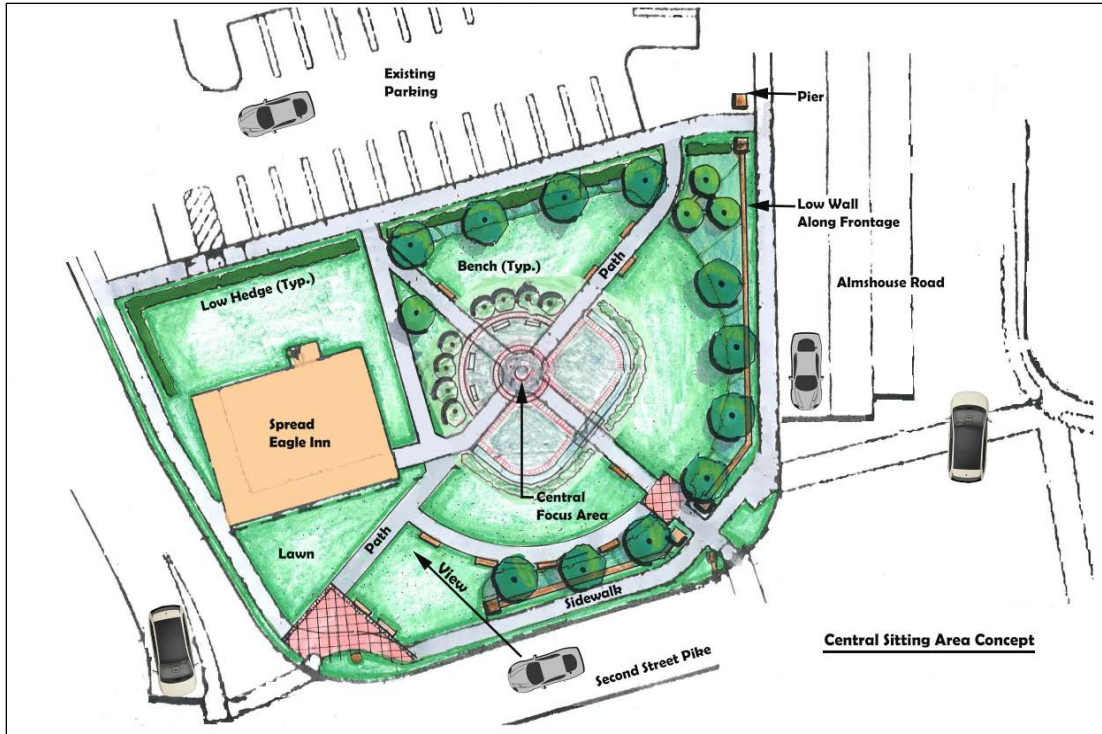 Existing
Parking
Pier
Low Wall
Along Frontage
Low Hedge (Typ.)
Bench (Typ.)
Path
Almshouse Road
Spread
Eagle Inn
Central
Focus Area
Lawn
Path
View
Sidewalk
Second Street Pike
Central Sitting Area Concept